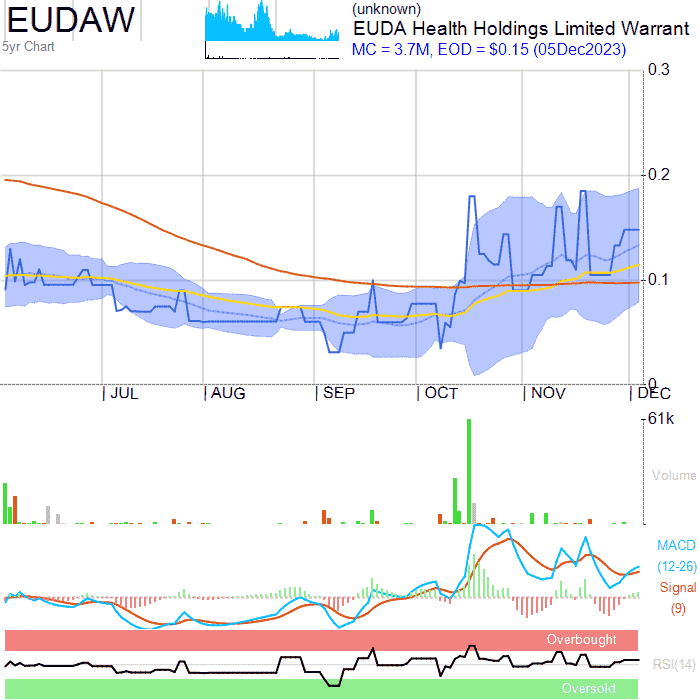 EUDAW
5yr Chart
(unknown)
EUDA Health Holdings Limited Warrant
MC = 3.7M, EOD = $0.15 (05Dec2023)
0.3
0.2
0.1
0
JUL AUG SEP OCT NOV DEC
61k
Volume
MACD
(12-26)
Signal
(9)
Overbought
RSI(14)
Oversold